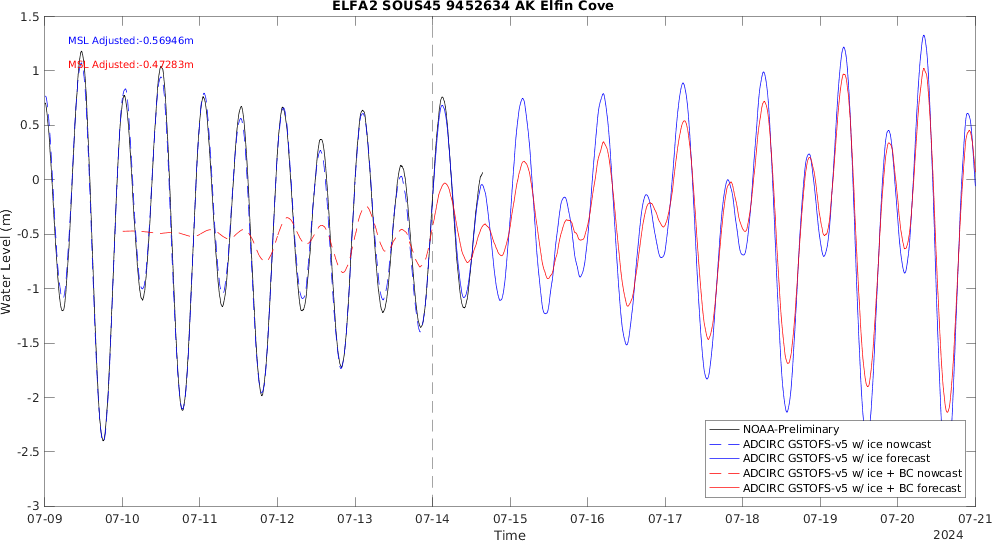 ELFA2 SOUS45 9452634 AK Elfin Cove
MSL Adjusted:-0.56946m
MSL Adjusted:-0.47283m
1.5
1
0.5
0
-0.5
-1
-1.5
-2
-2.5
-3
Water Level (m)
NOAA-Preliminary
ADCIRC GSTOFS-v5 w/ ice nowcast
ADCIRC GSTOFS-v5 w/ ice forecast
ADCIRC GSTOFS-v5 w/ ice + BC nowcast
ADCIRC GSTOFS-v5 w/ ice + BC forecast
07-09 07-10 07-11 07-12 07-13 07-14 07-15 07-16 07-17 07-18 07-19 07-20 07-21
Time
2024